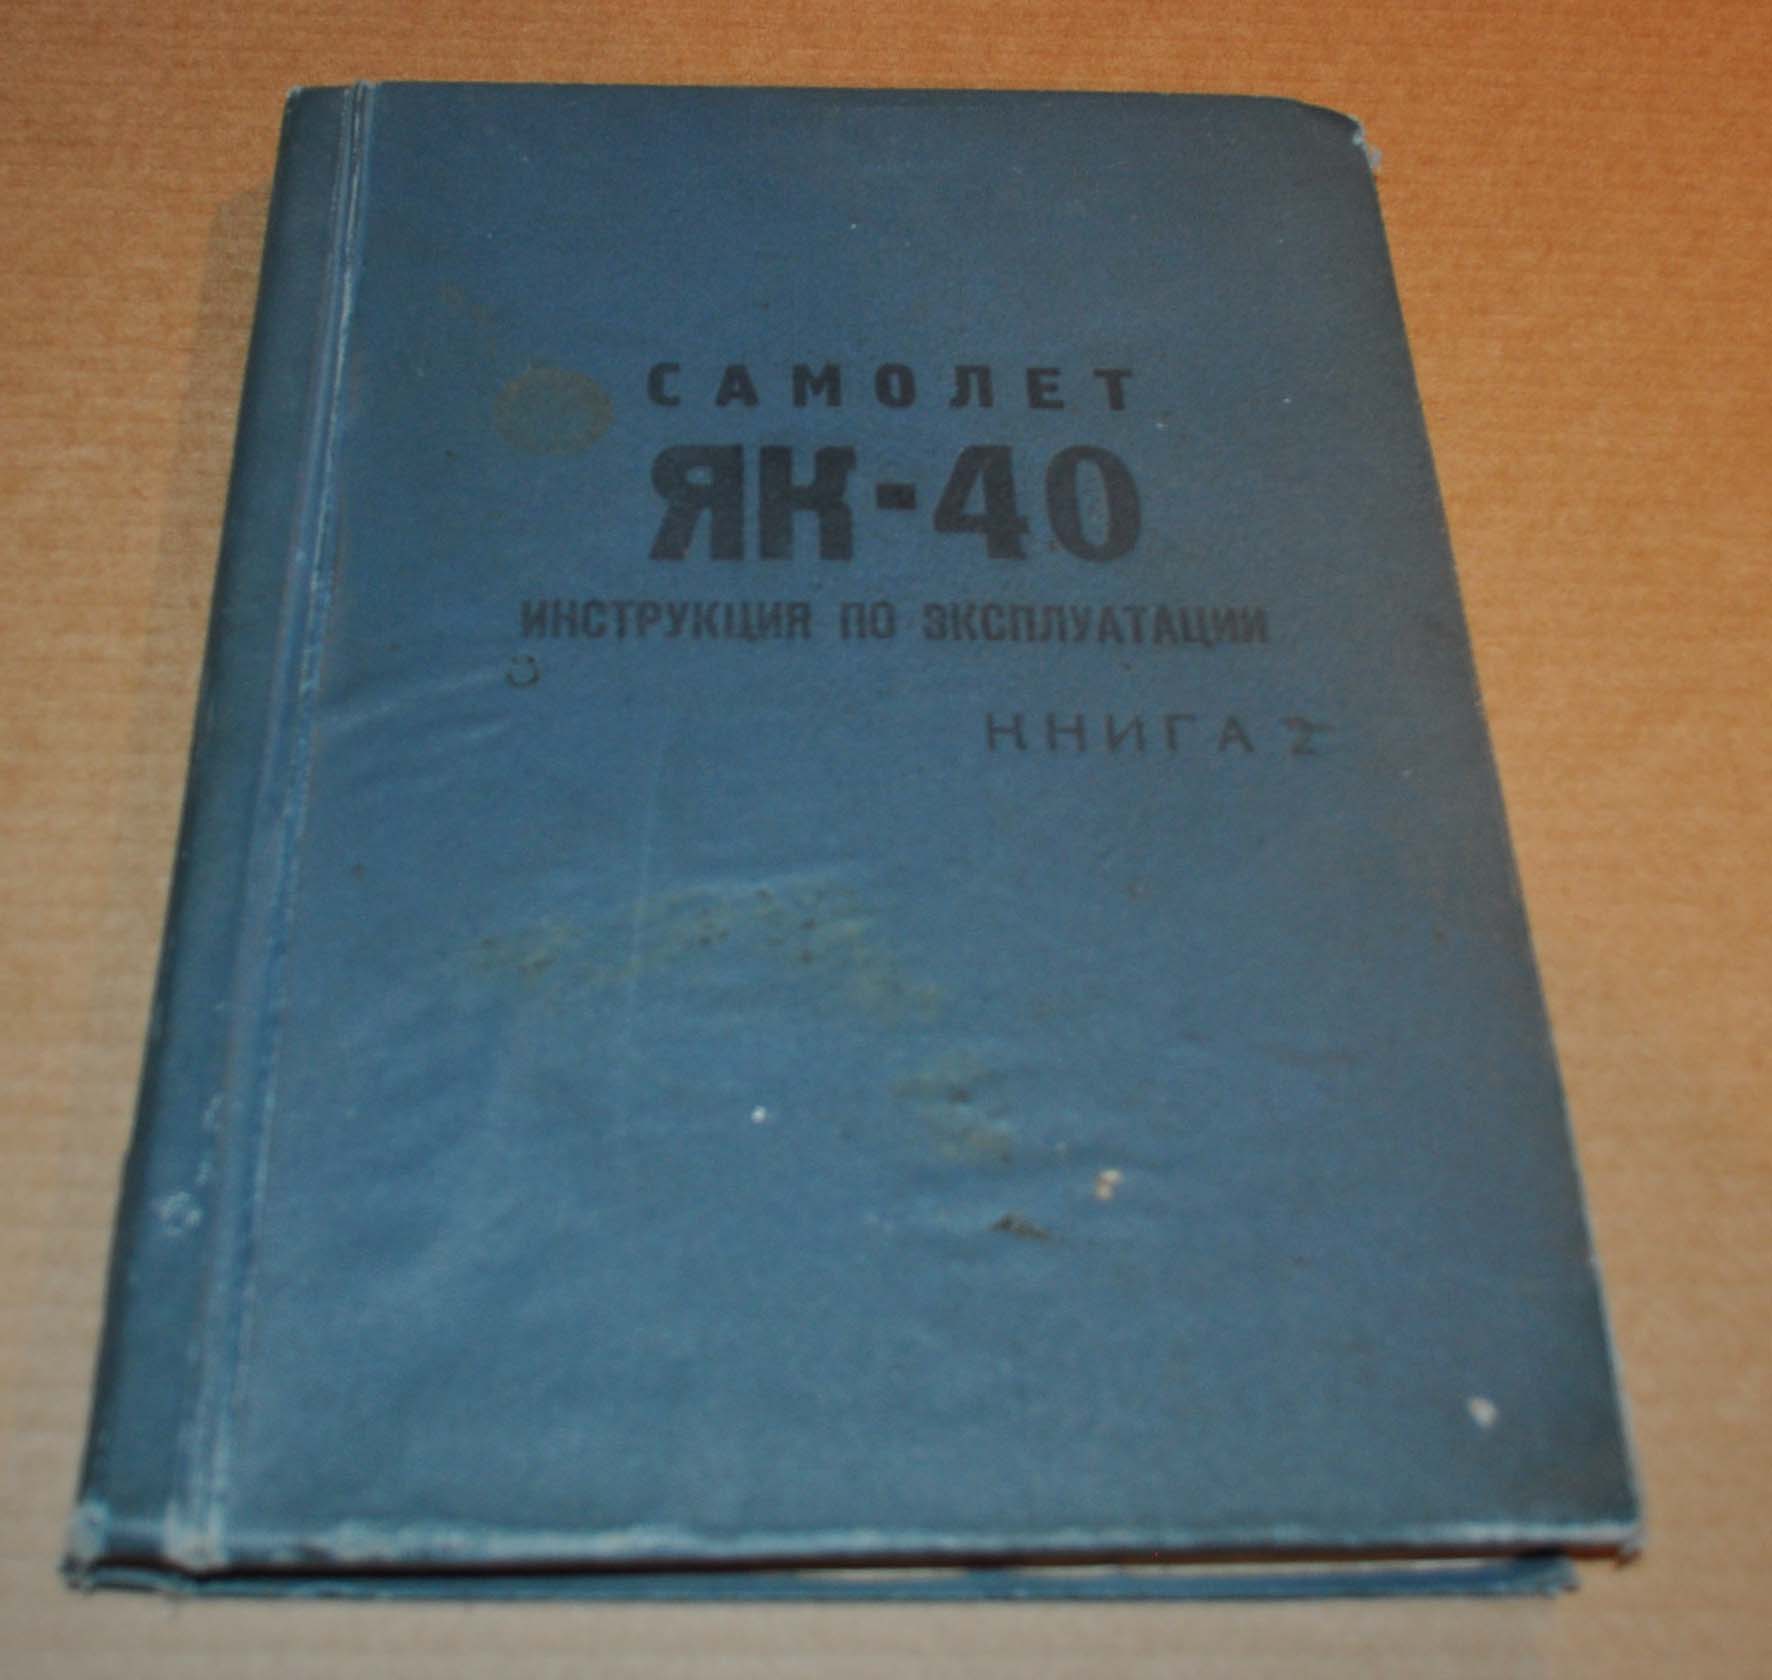 САМОЛЕТ
ЯК-40
ИНСТРУКЦИЯ ПО ЭКСПЛУАТАЦИИ
КНИГА 2